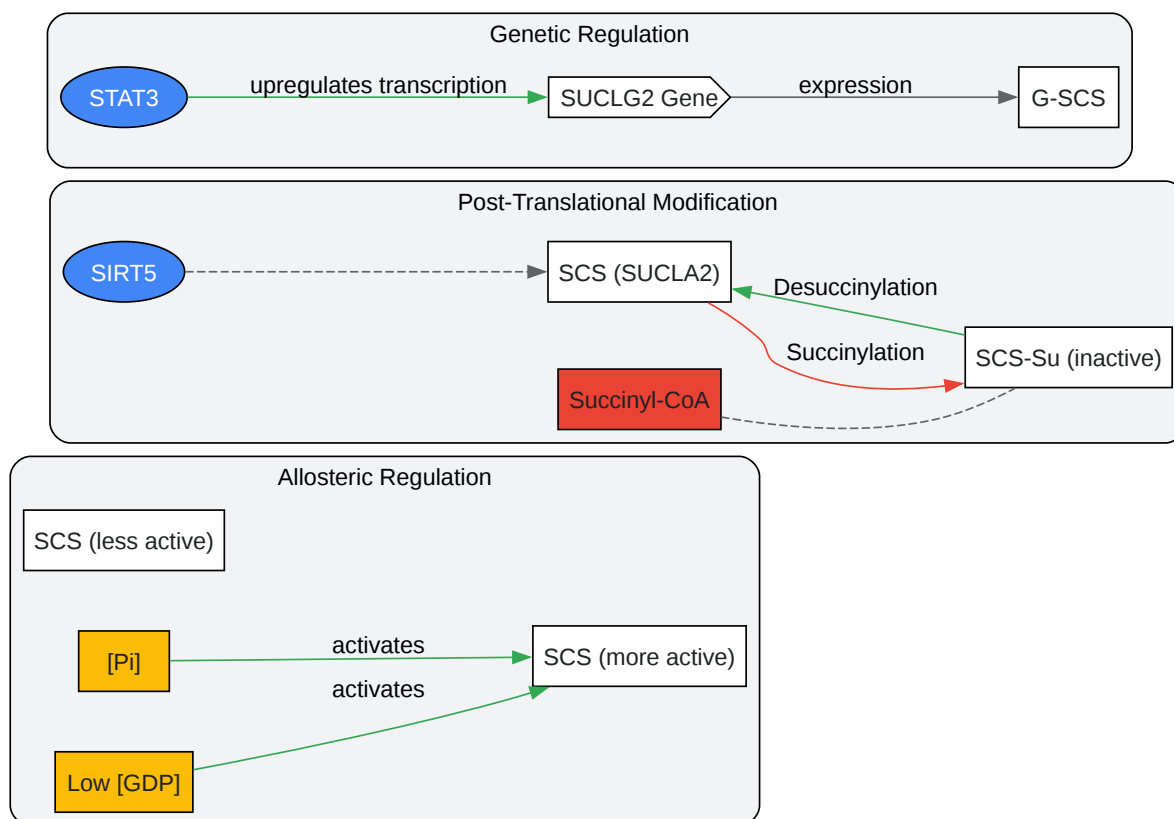 Genetic Regulation
STAT3
upregulates transcription
SUCLG2 Gene
expression
G-SCS
Post-Translational Modification
SIRT5
SCS (SUCLA2)
Desuccinylation
Succinylation
SCS-Su (inactive)
Succinyl-CoA
Allosteric Regulation
SCS (less active)
[Pi]
activates
SCS (more active)
activates
Low [GDP]